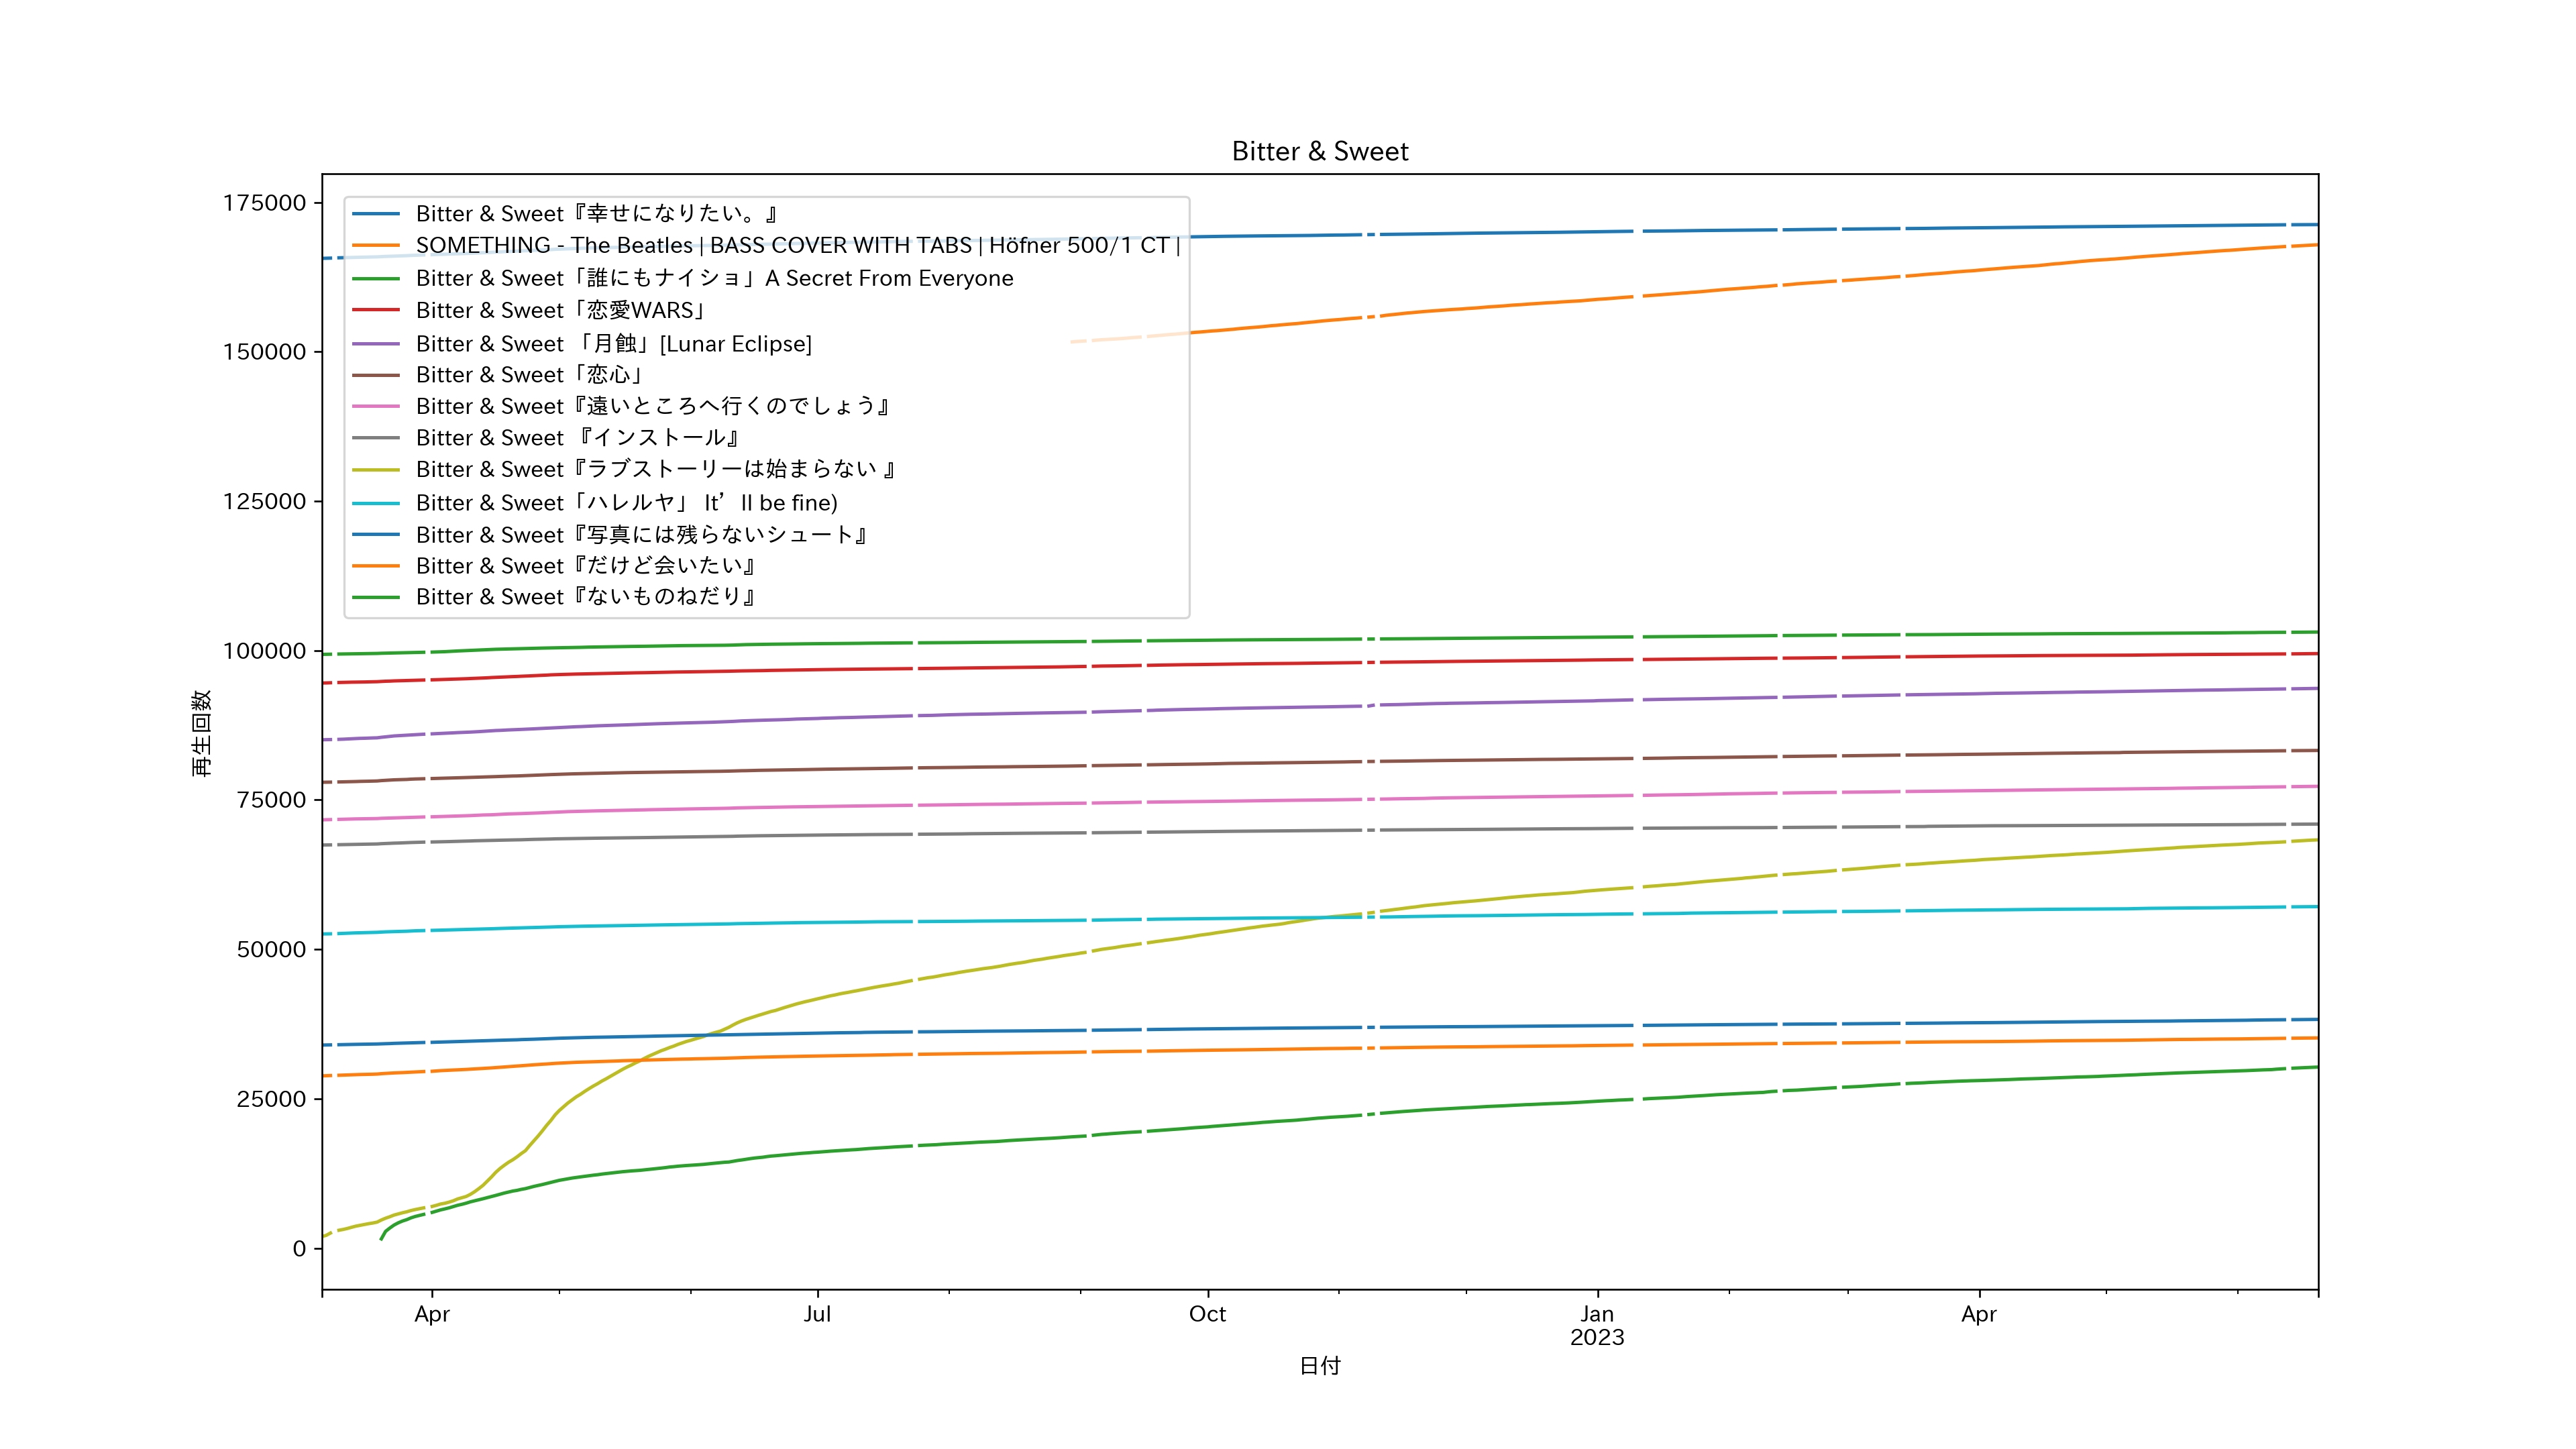 Bitter & Sweet
175000
150000
125000
100000
75000
50000
25000
0
再生回数
Bitter & Sweet『幸せになりたい。』
SOMETHING - The Beatles | BASS COVER WITH TABS | Höfner 500/1 CT |
Bitter & Sweet「誰にもナイショ」A Secret From Everyone
Bitter & Sweet「恋愛WARS」
Bitter & Sweet 「月蝕」[Lunar Eclipse]
Bitter & Sweet「恋心」
Bitter & Sweet『遠いところへ行くのでしょう』
Bitter & Sweet 『インストール』
Bitter & Sweet『ラブストーリーは始まらない 』
Bitter & Sweet「ハレルヤ」 It’ll be fine)
Bitter & Sweet『写真には残らないシュート』
Bitter & Sweet『だけど会いたい』
Bitter & Sweet『ないものねだり』
Apr
Jul
Oct
Jan
2023
Apr
日付